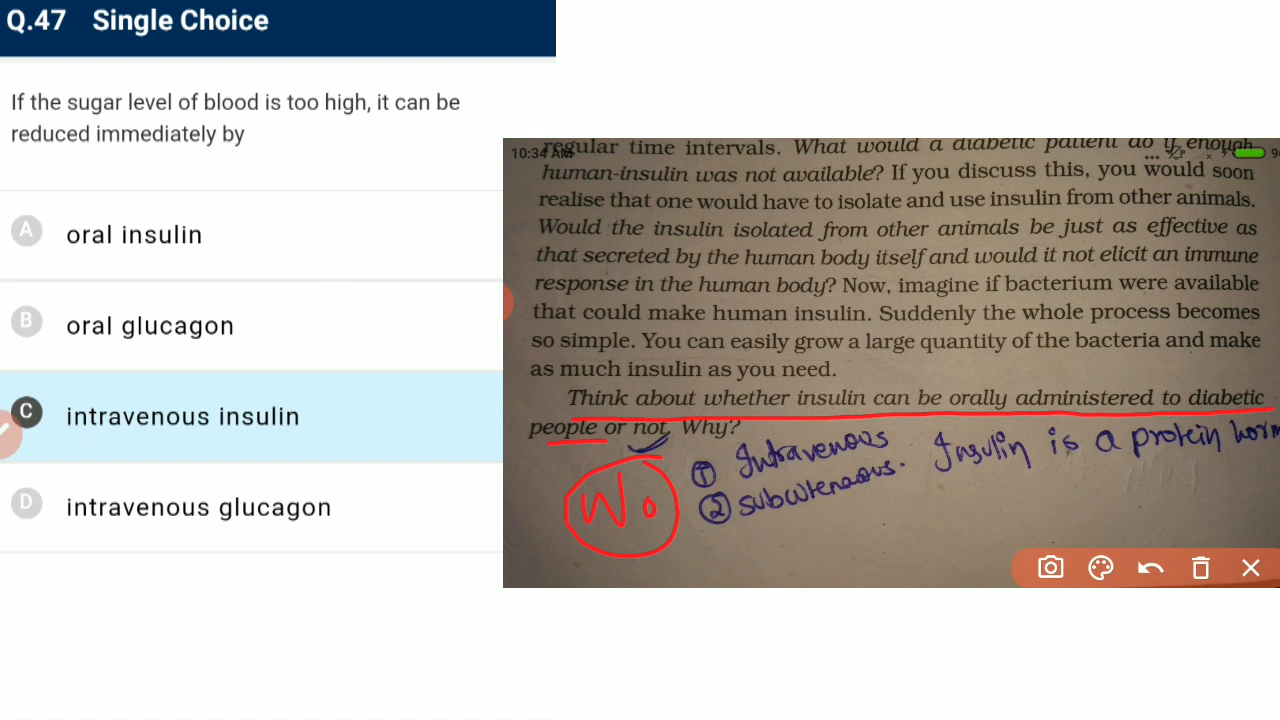 Q.47 Single Choice
If the sugar level of blood is too high, it can be
reduced immediately by
A oral insulin
B oral glucagon
C intravenous insulin
D intravenous glucagon
10:34 AM
regular time intervals. What would a diabetic patient do if enough
human-insulin was not available? If you discuss this, you would soon
realise that one would have to isolate and use insulin from other animals.
Would the insulin isolated from other animals be just as effective as
that secreted by the human body itself and would it not elicit an immune
response in the human body? Now, imagine if bacterium were available
that could make human insulin. Suddenly the whole process becomes
so simple. You can easily grow a large quantity of the bacteria and make
as much insulin as you need.
Think about whether insulin can be orally administered to diabetic
people or not. Why?
① Intravenous Insulin is a protein horm
② subcutenaous.
No